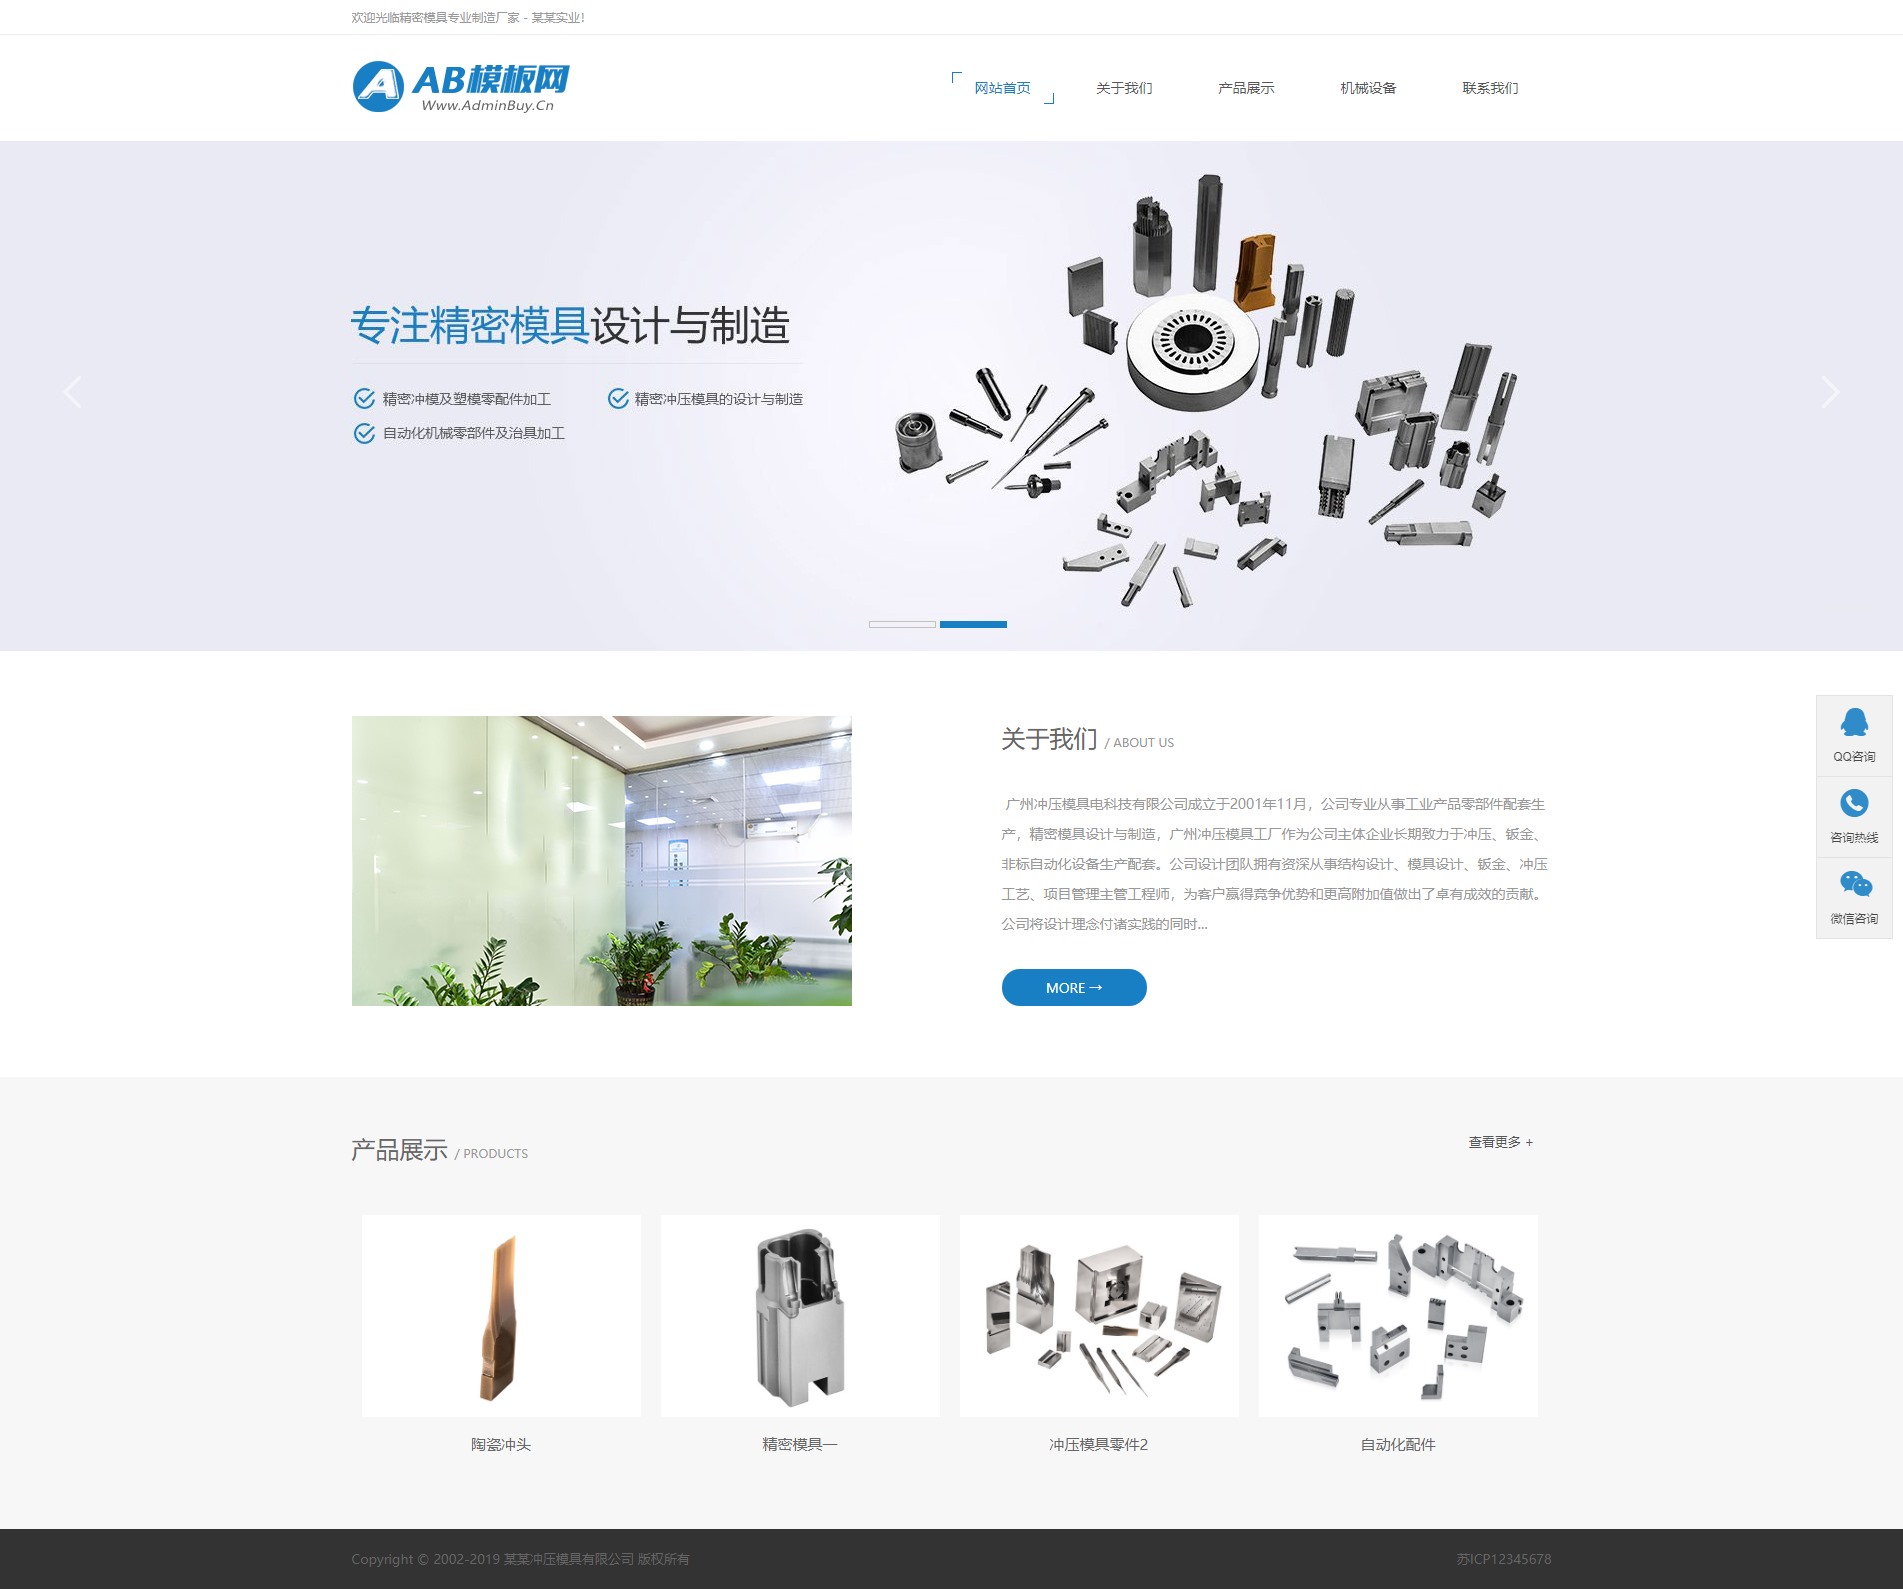 欢迎光临精密模具专业制造厂家 - 某某实业！
AB模板网
Www.AdminBuy.Cn
网站首页
关于我们
产品展示
机械设备
联系我们
专注精密模具设计与制造
精密冲模及塑模零配件加工
精密冲压模具的设计与制造
自动化机械零部件及治具加工
关于我们 / ABOUT US
广州冲压模具电科技有限公司成立于2001年11月，公司专业从事工业产品零部件配套生
产，精密模具设计与制造，广州冲压模具工厂作为公司主体企业长期致力于冲压、钣金、
非标自动化设备生产配套。公司设计团队拥有资深从事结构设计、模具设计、钣金、冲压
工艺、项目管理主管工程师，为客户赢得竞争优势和更高附加值做出了卓有成效的贡献。
公司将设计理念付诸实践的同时...
MORE →
QQ咨询
咨询热线
微信咨询
产品展示 / PRODUCTS
查看更多 +
陶瓷冲头
精密模具一
冲压模具零件2
自动化配件
Copyright © 2002-2019 某某冲压模具有限公司 版权所有
苏ICP12345678